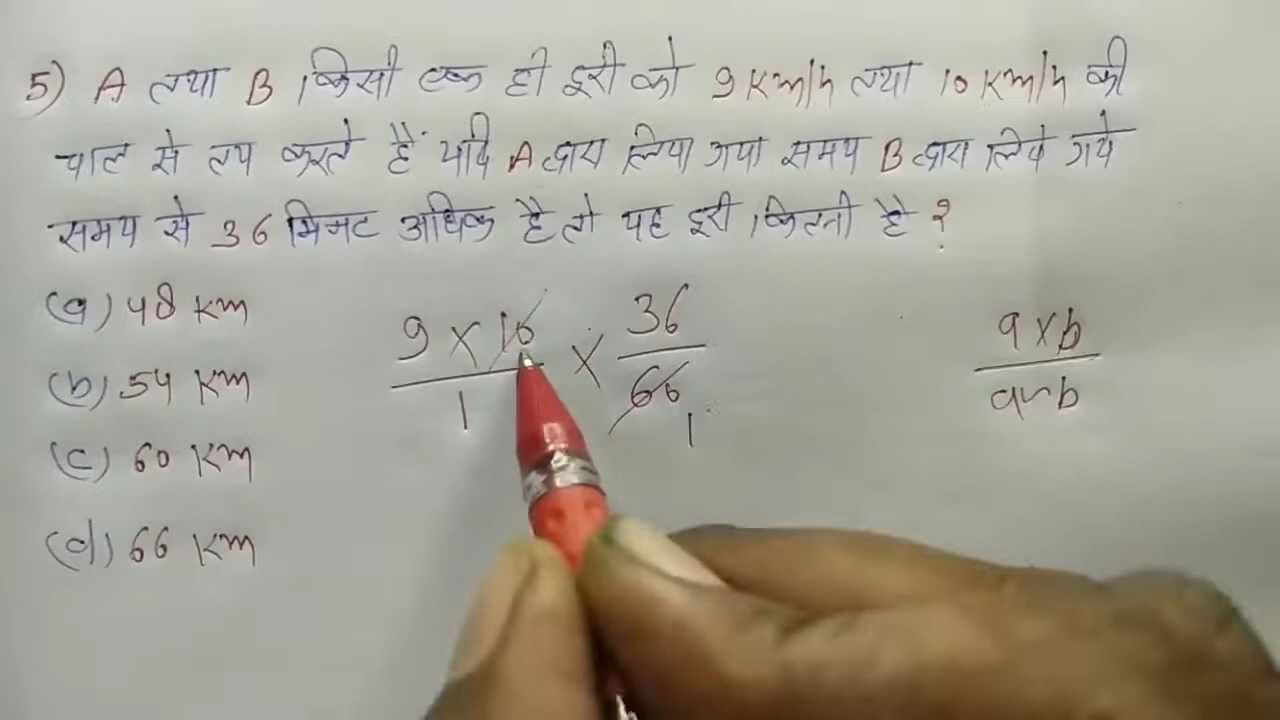 5) A तथा B किसी एक ही दूरी को 9 Km/h तथा 10 Km/h की
चाल से तय करते हैं यदि A द्वारा लिया गया समय B द्वारा लिये गये
समय से 36 मिनट अधिक है तो यह दूरी कितनी है ?
(a) 48 Km
(b) 54 Km
(c) 60 Km
(d) 66 Km
9 × 10 × 36
1 60
1
a × b
a ~ b